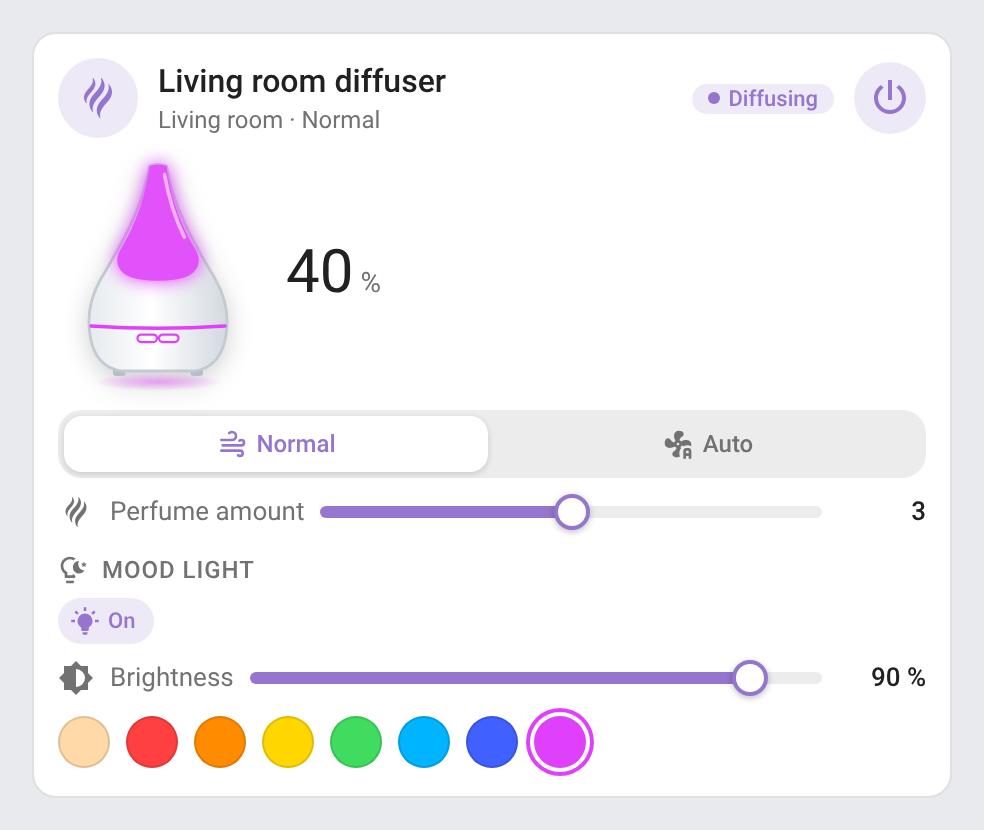 Living room diffuser
Living room · Normal
Diffusing
40 %
Normal
Auto
Perfume amount
3
MOOD LIGHT
On
Brightness
90 %